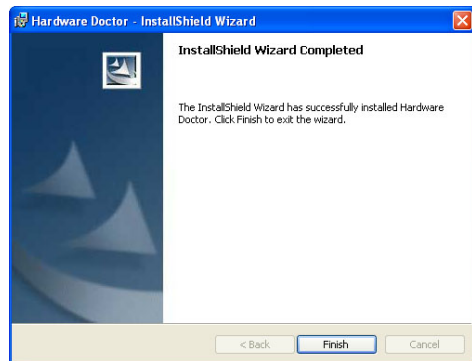 Hardware Doctor - InstallShield Wizard
InstallShield Wizard Completed
The InstallShield Wizard has successfully installed Hardware
Doctor. Click Finish to exit the wizard.
< Back
Finish
Cancel